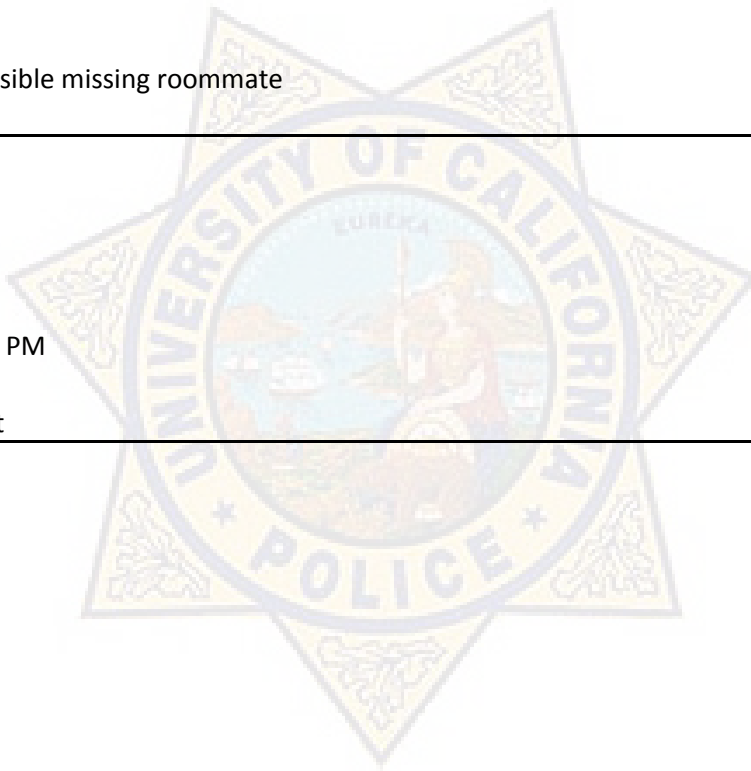 sible missing roommate
PM
t
UNIVERSITY OF CALIFORNIA
EUREKA
POLICE